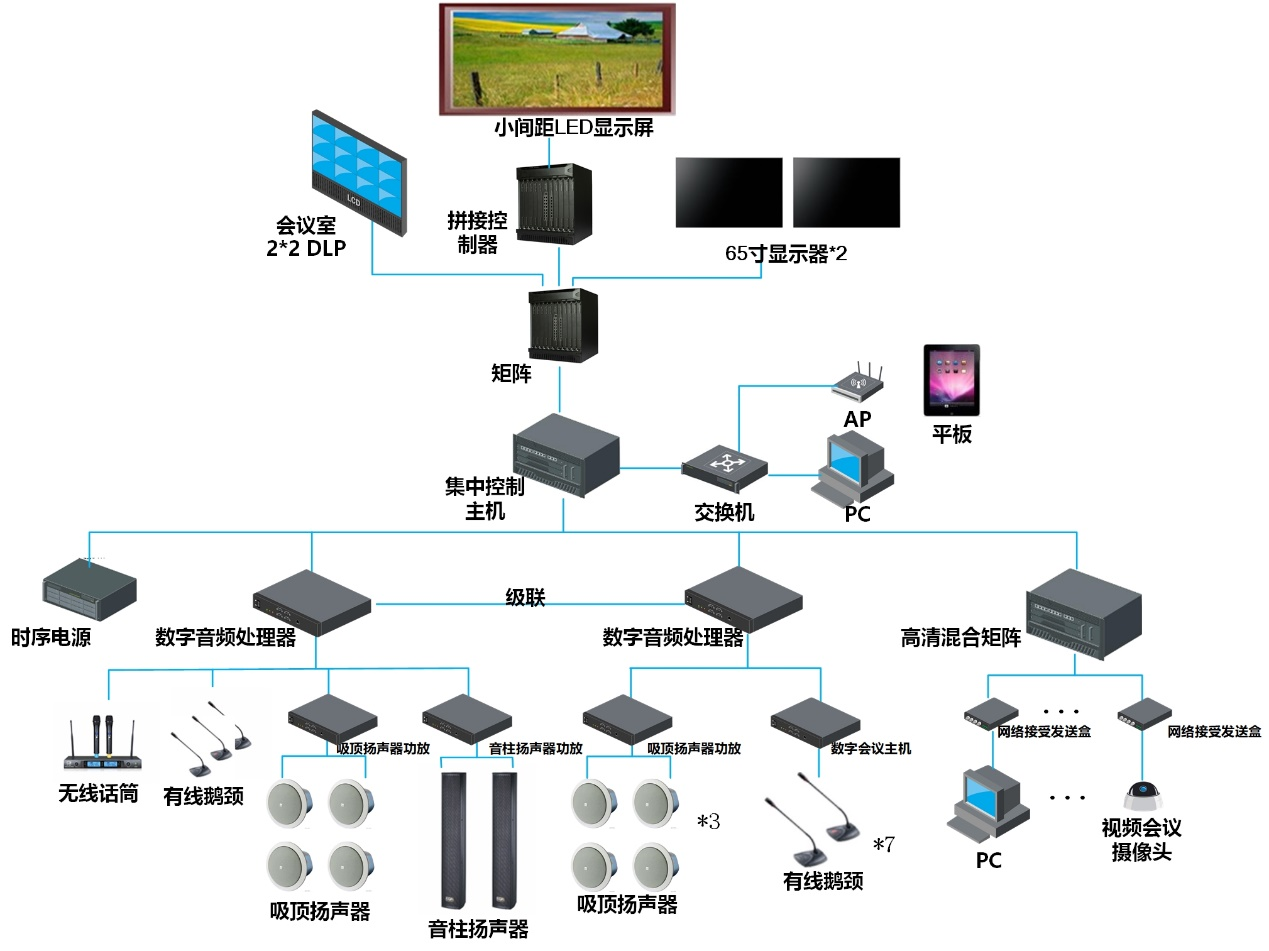 小间距LED显示屏
LCD
会议室
2*2 DLP
拼接控
制器
65寸显示器*2
矩阵
AP
平板
集中控制
主机
交换机
PC
级联
时序电源
数字音频处理器
数字音频处理器
高清混合矩阵
吸顶扬声器功放
音柱扬声器功放
吸顶扬声器功放
数字会议主机
网络接受发送盒
网络接受发送盒
无线话筒
有线鹅颈
*3
*7
PC
视频会议
摄像头
吸顶扬声器
音柱扬声器
吸顶扬声器
有线鹅颈